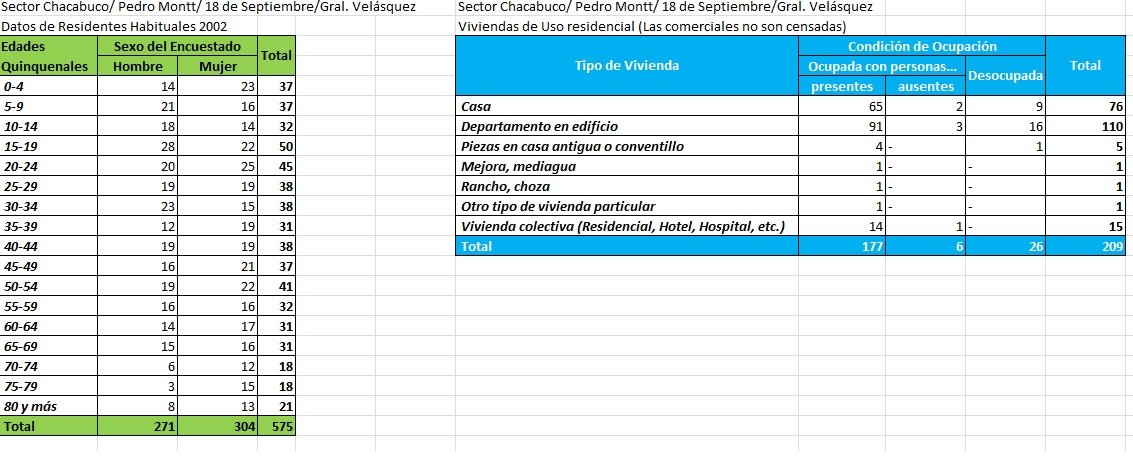 Sector Chacabuco/ Pedro Montt/ 18 de Septiembre/Gral. Velásquez
Datos de Residentes Habituales 2002
Edades Quinquenales Sexo del Encuestado Total
Hombre Mujer
0-4 14 23 37
5-9 21 16 37
10-14 18 14 32
15-19 28 22 50
20-24 20 25 45
25-29 19 19 38
30-34 23 15 38
35-39 12 19 31
40-44 19 19 38
45-49 16 21 37
50-54 19 22 41
55-59 16 16 32
60-64 14 17 31
65-69 15 16 31
70-74 6 12 18
75-79 3 15 18
80 y más 8 13 21
Total 271 304 575
Sector Chacabuco/ Pedro Montt/ 18 de Septiembre/Gral. Velásquez
Viviendas de Uso residencial (Las comerciales no son censadas)
Tipo de Vivienda Condición de Ocupación Total
Ocupada con personas... Desocupada
presentes ausentes
Casa 65 2 9 76
Departamento en edificio 91 3 16 110
Piezas en casa antigua o conventillo 4 - 1 5
Mejora, mediagua 1 - - 1
Rancho, choza 1 - - 1
Otro tipo de vivienda particular 1 - - 1
Vivienda colectiva (Residencial, Hotel, Hospital, etc.) 14 1 - 15
Total 177 6 26 209